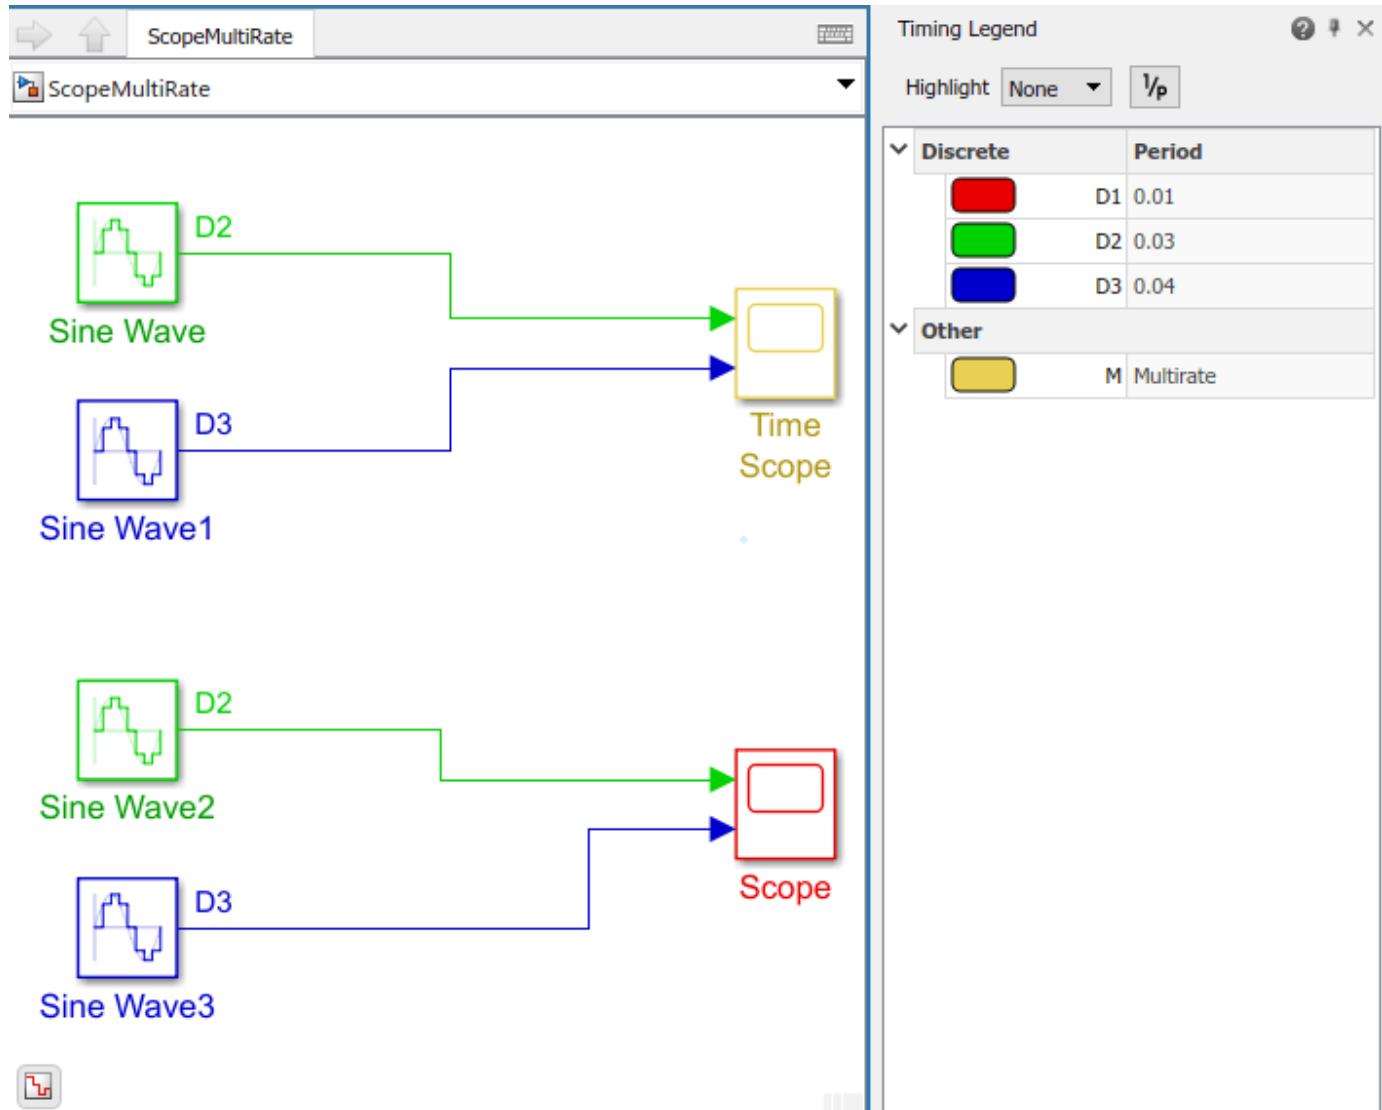 ScopeMultiRate
ScopeMultiRate
D2
Sine Wave
D3
Sine Wave1
Time
Scope
D2
Sine Wave2
D3
Sine Wave3
Scope
Timing Legend
Highlight None 1/P
Discrete Period
D1 0.01
D2 0.03
D3 0.04
Other
M Multirate